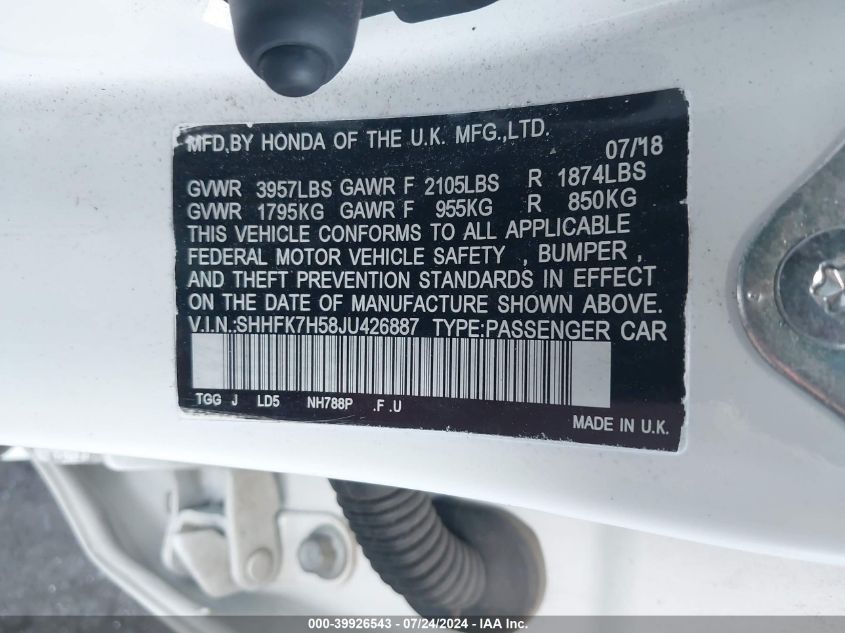 MFD,BY HONDA OF THE U.K. MFG.,LTD. 07/18
GVWR 3957LBS GAWR F 2105LBS R 1874LBS
GVWR 1795KG GAWR F 955KG R 850KG
THIS VEHICLE CONFORMS TO ALL APPLICABLE
FEDERAL MOTOR VEHICLE SAFETY , BUMPER ,
AND THEFT PREVENTION STANDARDS IN EFFECT
ON THE DATE OF MANUFACTURE SHOWN ABOVE.
V.I.N.:SHHFK7H58JU426887 TYPE:PASSENGER CAR
TGG J LD5 NH788P .F .U
MADE IN U.K.
000-39926543 - 07/24/2024 - IAA Inc.